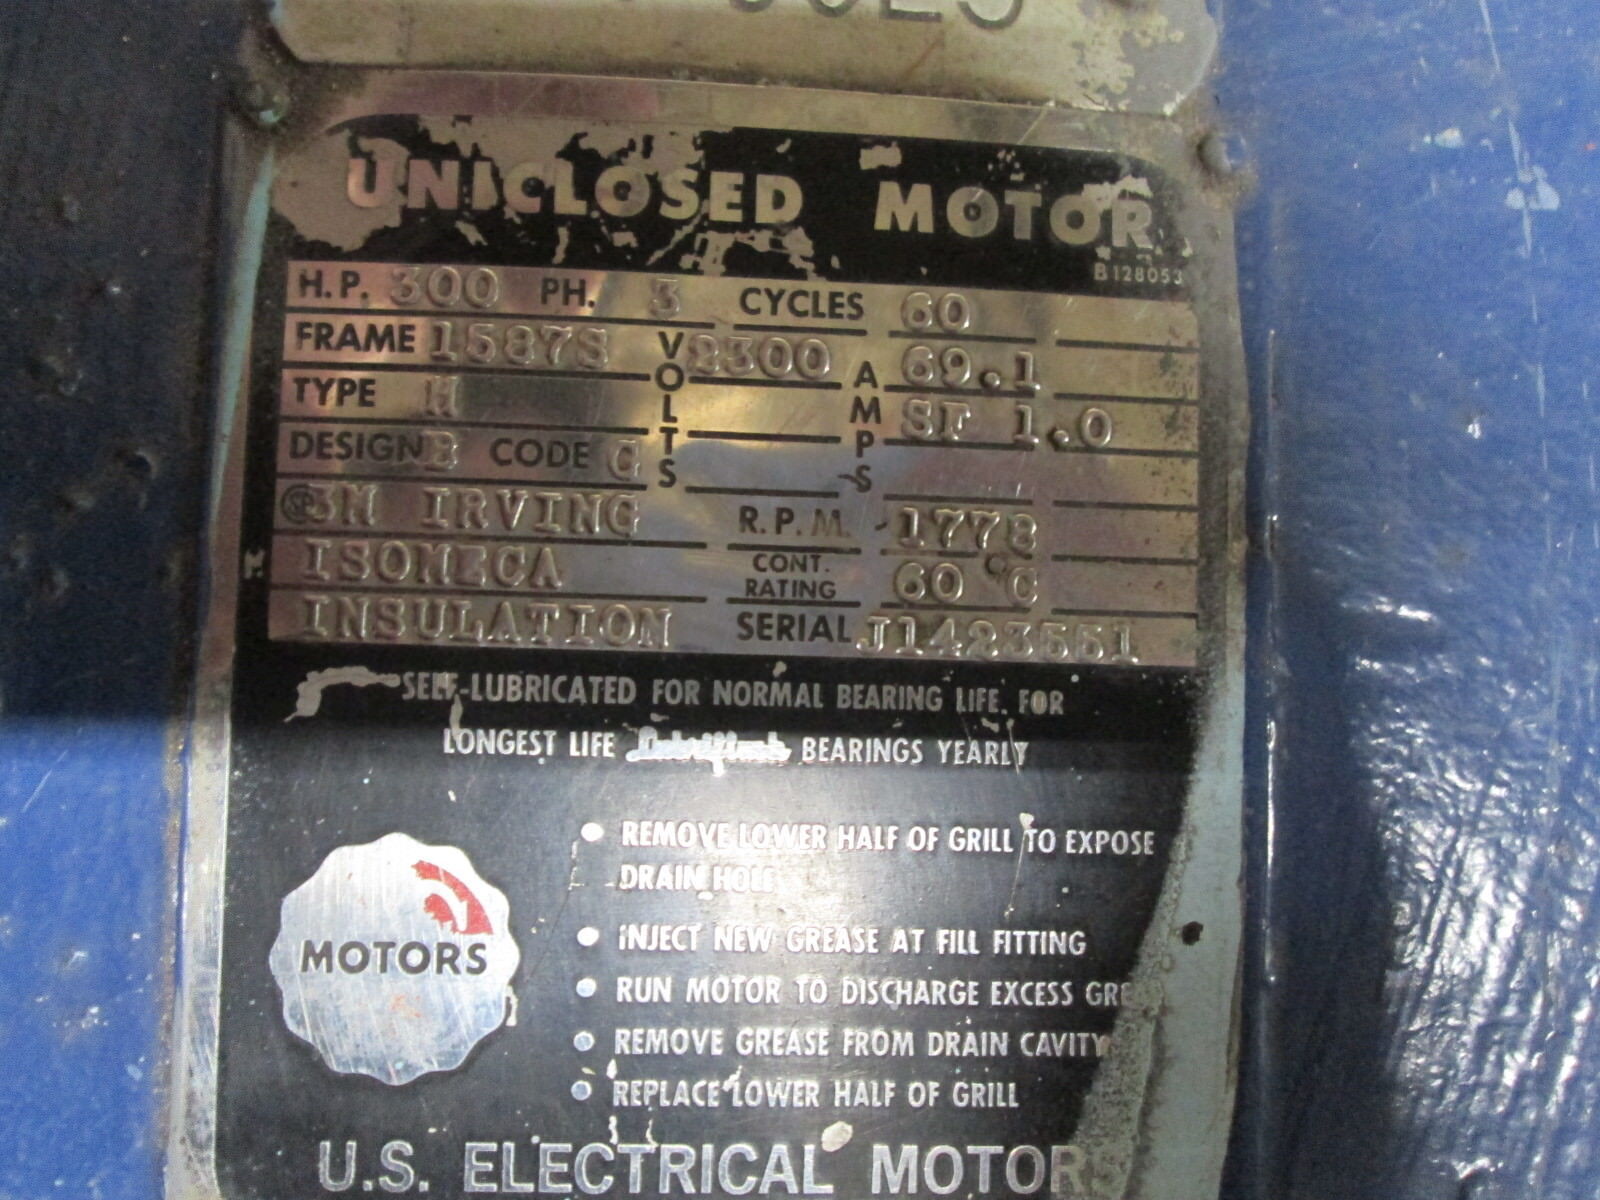 UNICLOSED MOTOR
B128053
H.P. 300 PH. 3 CYCLES 60
FRAME 1587S VOLTS 2300 AMPS 69.1
TYPE H SF 1.0
DESIGN B CODE G
3M IRVING R.P.M. 1778
ISOMICA CONT. RATING 60 °C
INSULATION SERIAL J1423551
SELF-LUBRICATED FOR NORMAL BEARING LIFE. FOR
LONGEST LIFE BEARINGS YEARLY
• REMOVE LOWER HALF OF GRILL TO EXPOSE
DRAIN HOLE
• INJECT NEW GREASE AT FILL FITTING
• RUN MOTOR TO DISCHARGE EXCESS GRE
• REMOVE GREASE FROM DRAIN CAVITY
• REPLACE LOWER HALF OF GRILL
MOTORS
U.S. ELECTRICAL MOTORS